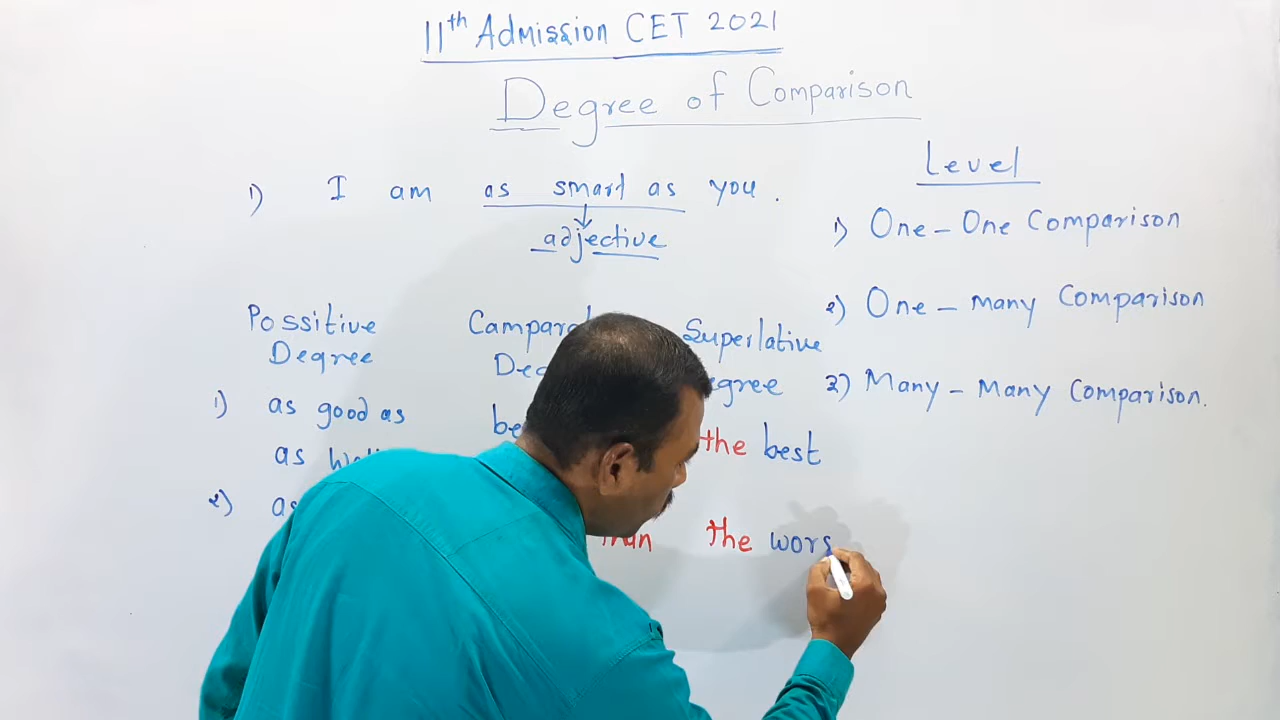 11th Admission CET 2021
Degree of Comparison
1) I am as smart as you.
adjective
Level
1) One - One Comparison
2) One - Many Comparison
3) Many - Many Comparison.
Possitive Degree
Superlative
1) as good as
the best
as
2) as
than the wors